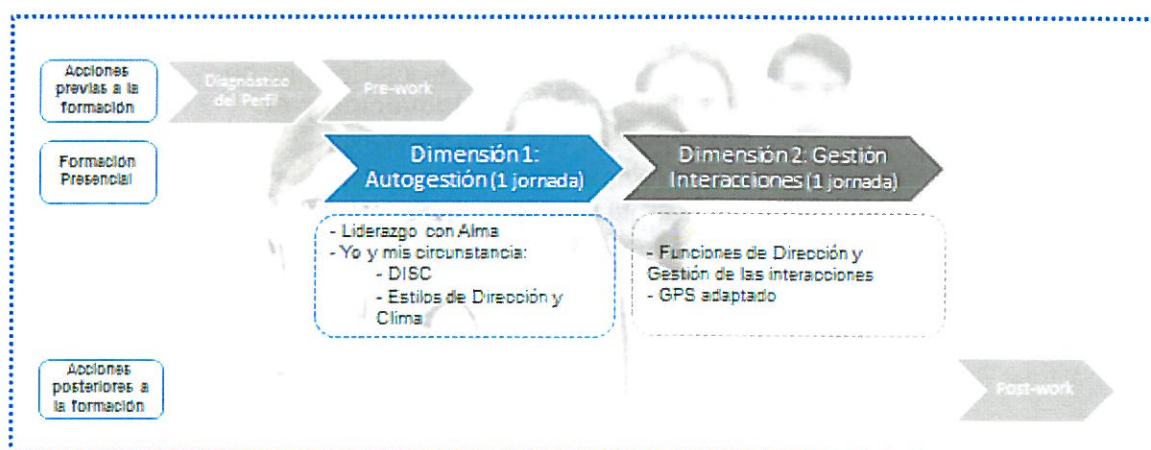 Acciones
previas a la
formación
Diagnóstico
del Perfil
Pre-work
Formación
Presencial
Dimensión 1:
Autogestión (1 jornada)
Dimensión 2: Gestión
Interacciones (1 jornada)
- Liderazgo con Alma
- Yo y mis circunstancia:
- DISC
- Estilos de Dirección y
Clima
- Funciones de Dirección y
Gestión de las interacciones
- GPS adaptado
Acciones
posteriores a
la formación
Post-work